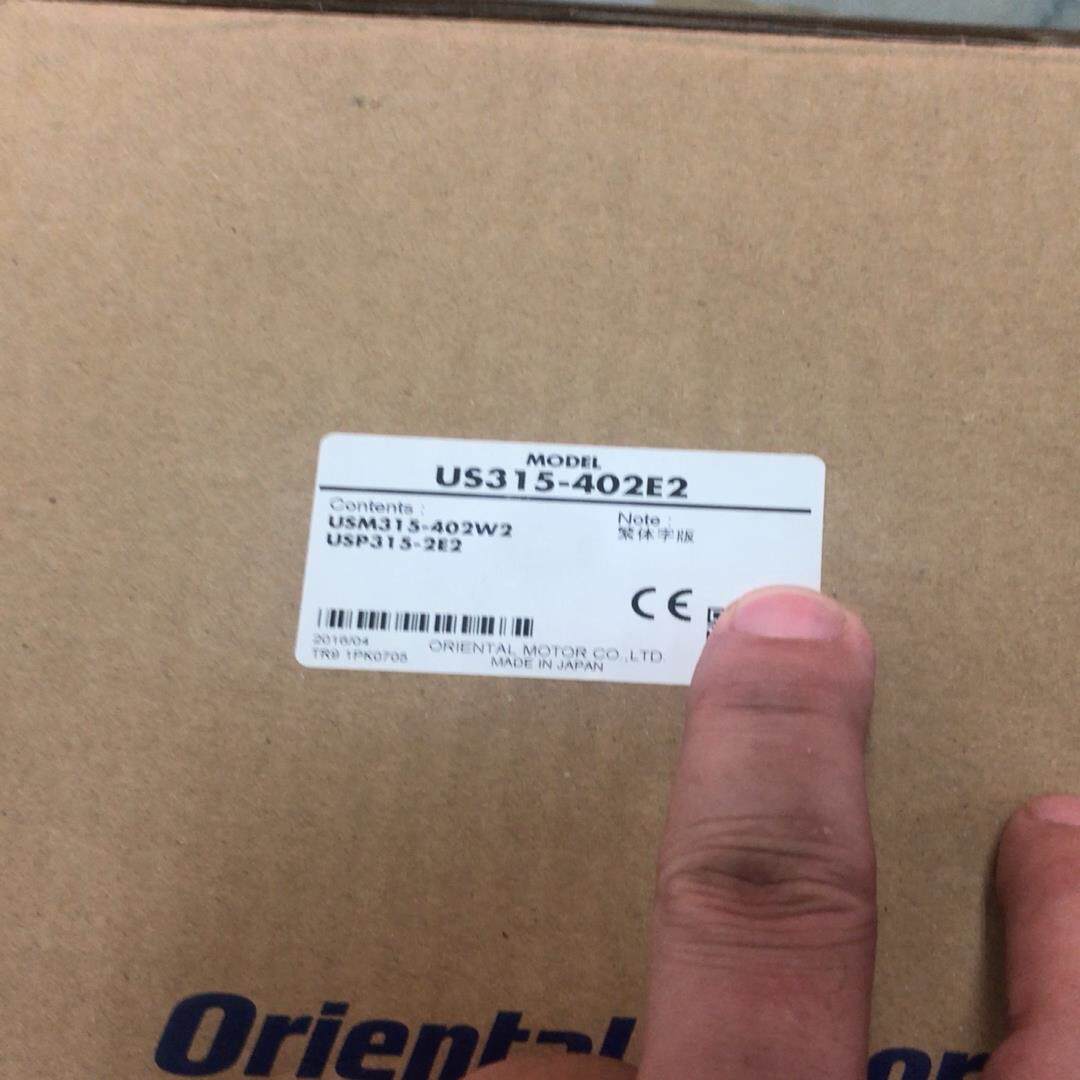 MODEL
US315-402E2
Contents :
USM315-402W2
USP315-2E2
Note :
繁体字版
CE
2016/04
TR9 1PK0705
ORIENTAL MOTOR CO.,LTD.
MADE IN JAPAN
Oriental